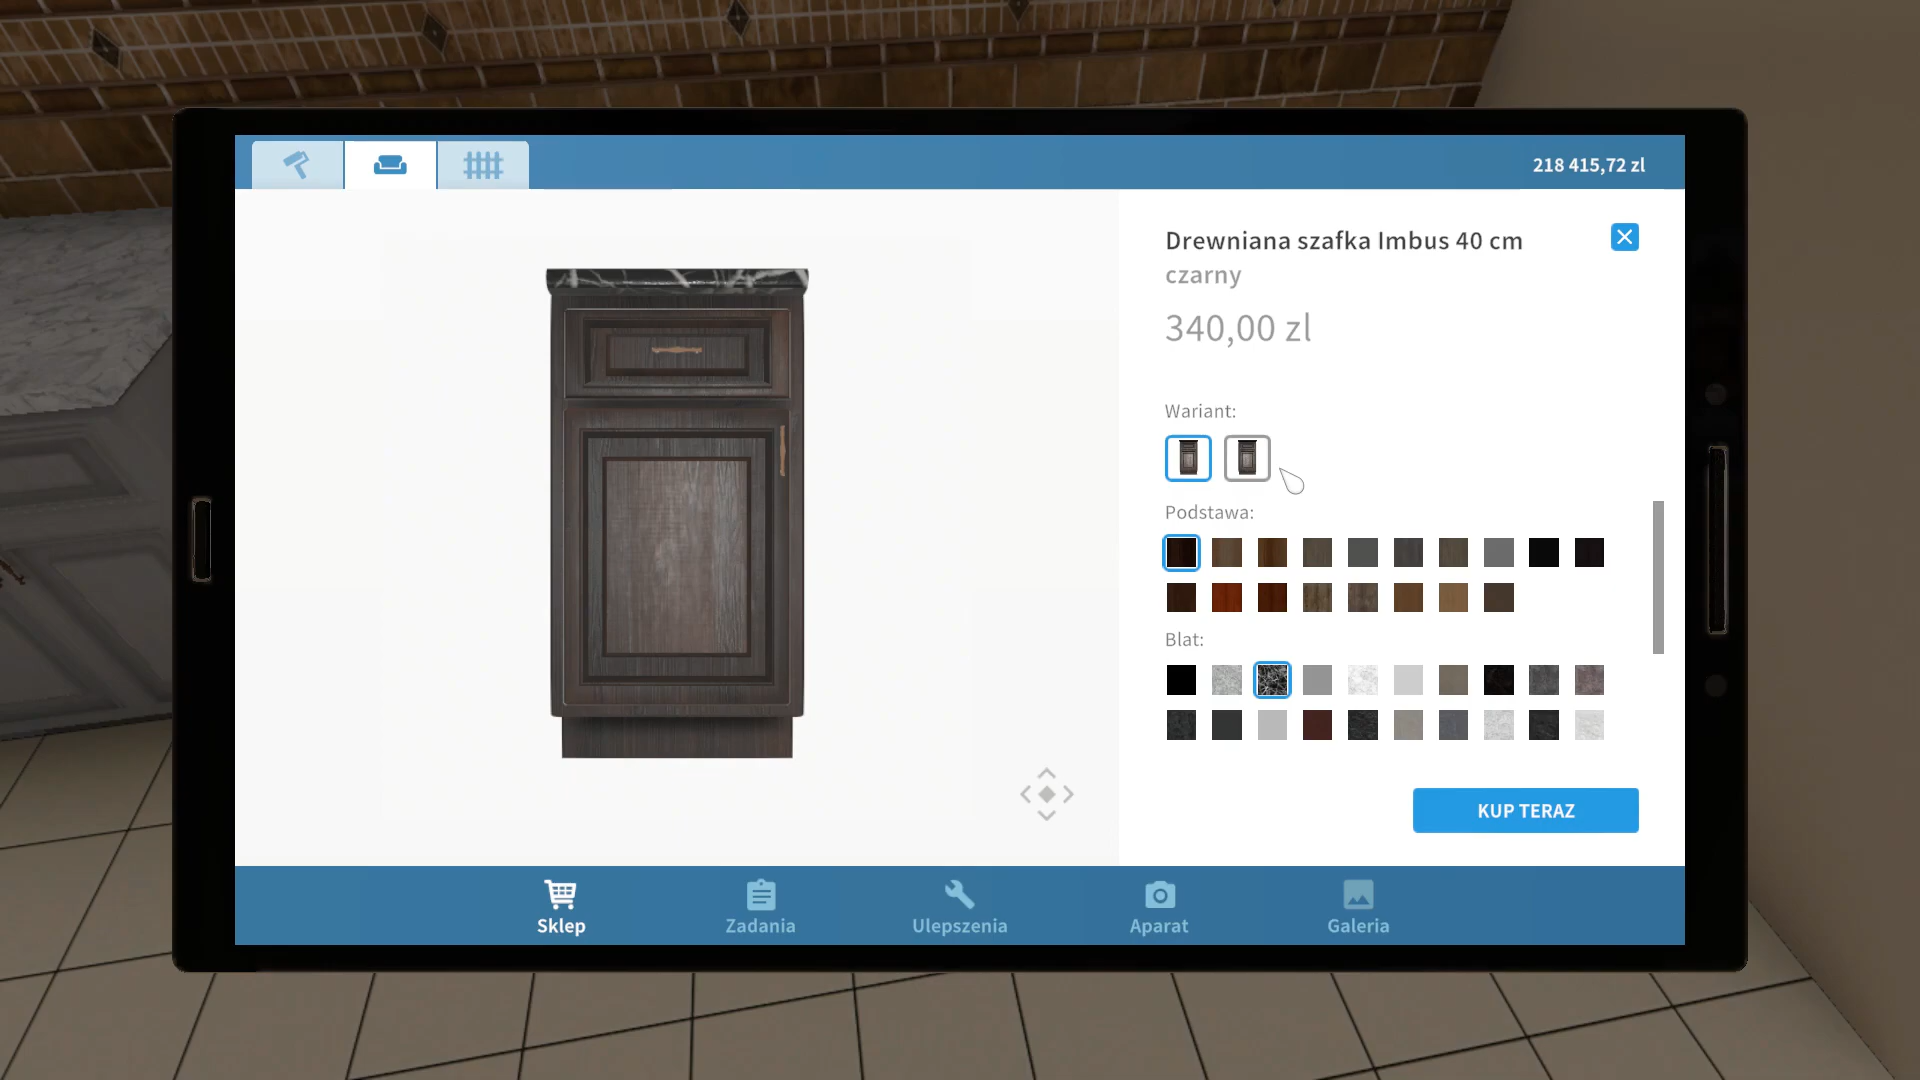 218 415,72 zl
Drewniana szafka Imbus 40 cm
czarny
340,00 zl
Wariant:
Podstawa:
Blat:
KUP TERAZ
Sklep
Zadania
Ulepszenia
Aparat
Galeria